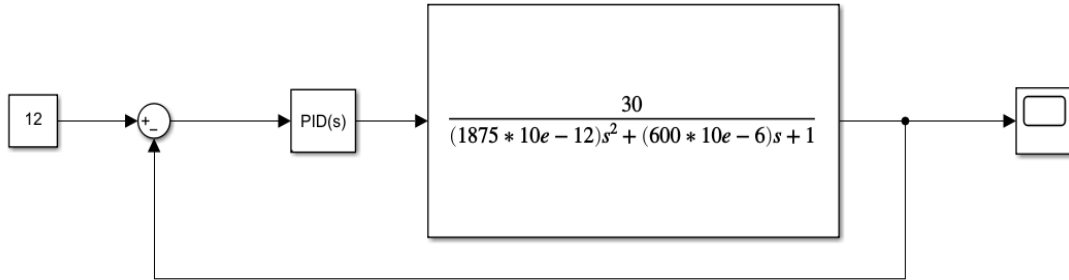 12
+
−
PID(s)
30
(1875 * 10e − 12)s² + (600 * 10e − 6)s + 1